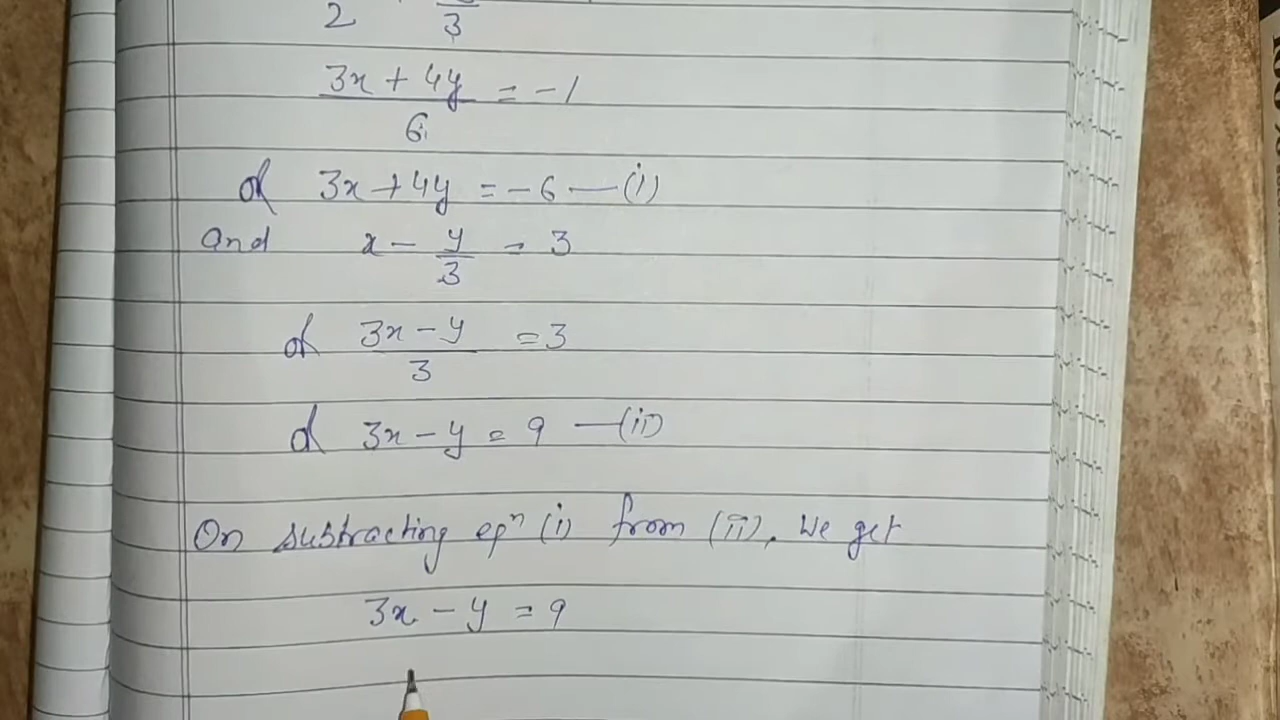 2 3
3x + 4y = -1
6
or 3x + 4y = -6 —(i)
and x - y/3 = 3
or 3x - y = 3
3
or 3x - y = 9 —(ii)
On subtracting eqⁿ (i) from (ii), we get
3x - y = 9